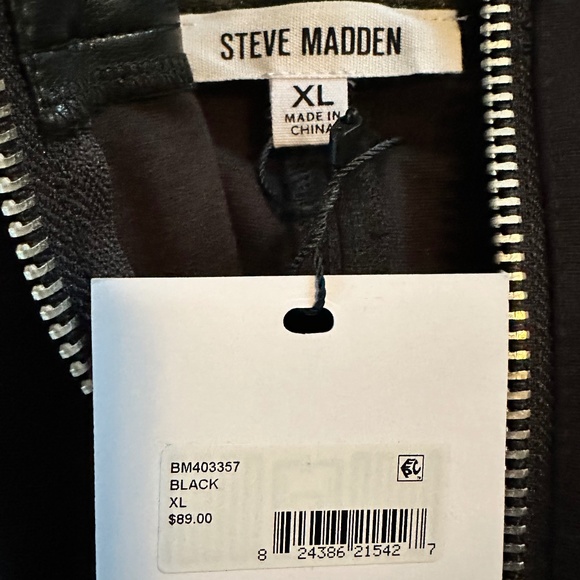 STEVE MADDEN
XL
MADE IN
CHINA
BM403357
BLACK
XL
$89.00
8 24386 21542 7